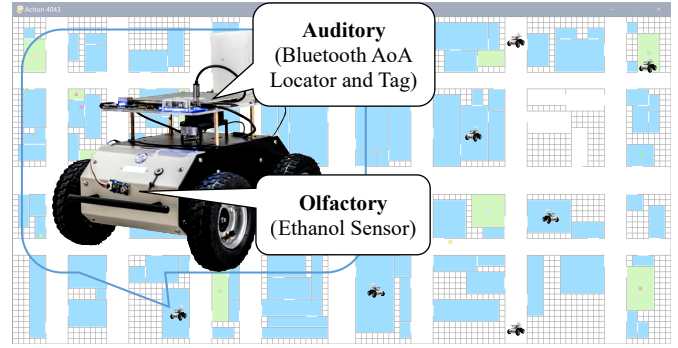 Action 4043
Auditory
(Bluetooth AoA
Locator and Tag)
Olfactory
(Ethanol Sensor)